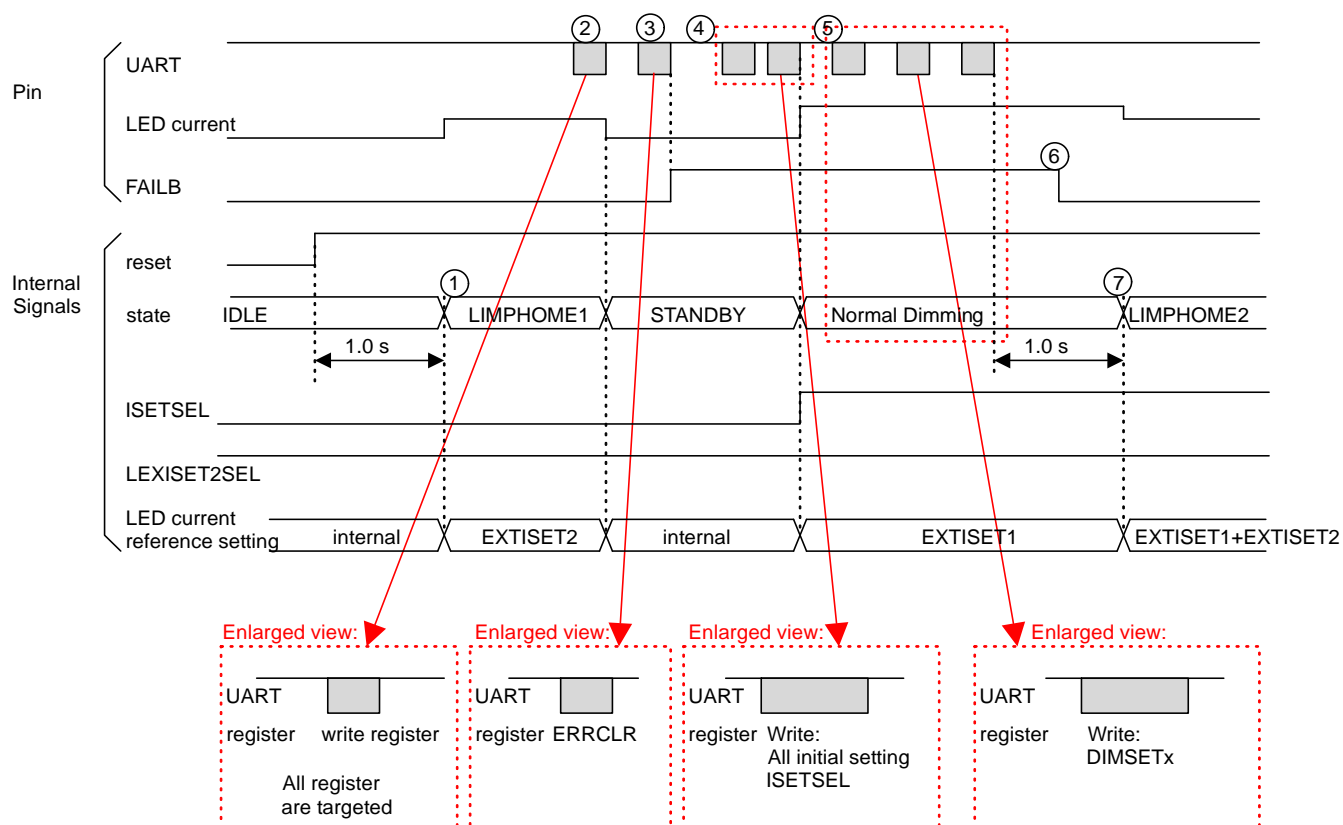 ② ③ ④ ⑤
Pin
UART
LED current
FAILB
⑥
Internal
Signals
reset
① ⑦
state IDLE LIMPHOME1 STANDBY Normal Dimming LIMPHOME2
1.0 s 1.0 s
ISETSEL
LEXISET2SEL
LED current
reference setting internal EXTISET2 internal EXTISET1 EXTISET1+EXTISET2
Enlarged view: Enlarged view: Enlarged view: Enlarged view:
UART
register write register
All register
are targeted
UART
register ERRCLR
UART
register Write:
All initial setting
ISETSEL
UART
register Write:
DIMSETx